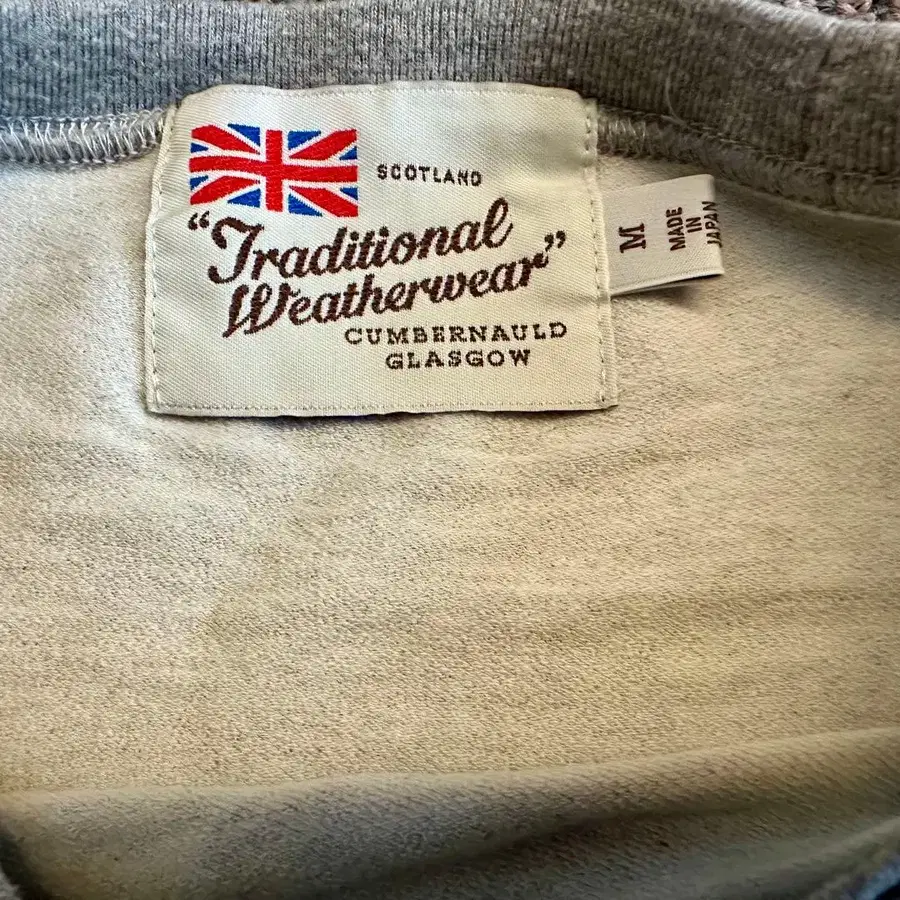 SCOTLAND
"Traditional
Weatherwear"
CUMBERNAULD
GLASGOW
M
MADE
IN
JAPAN